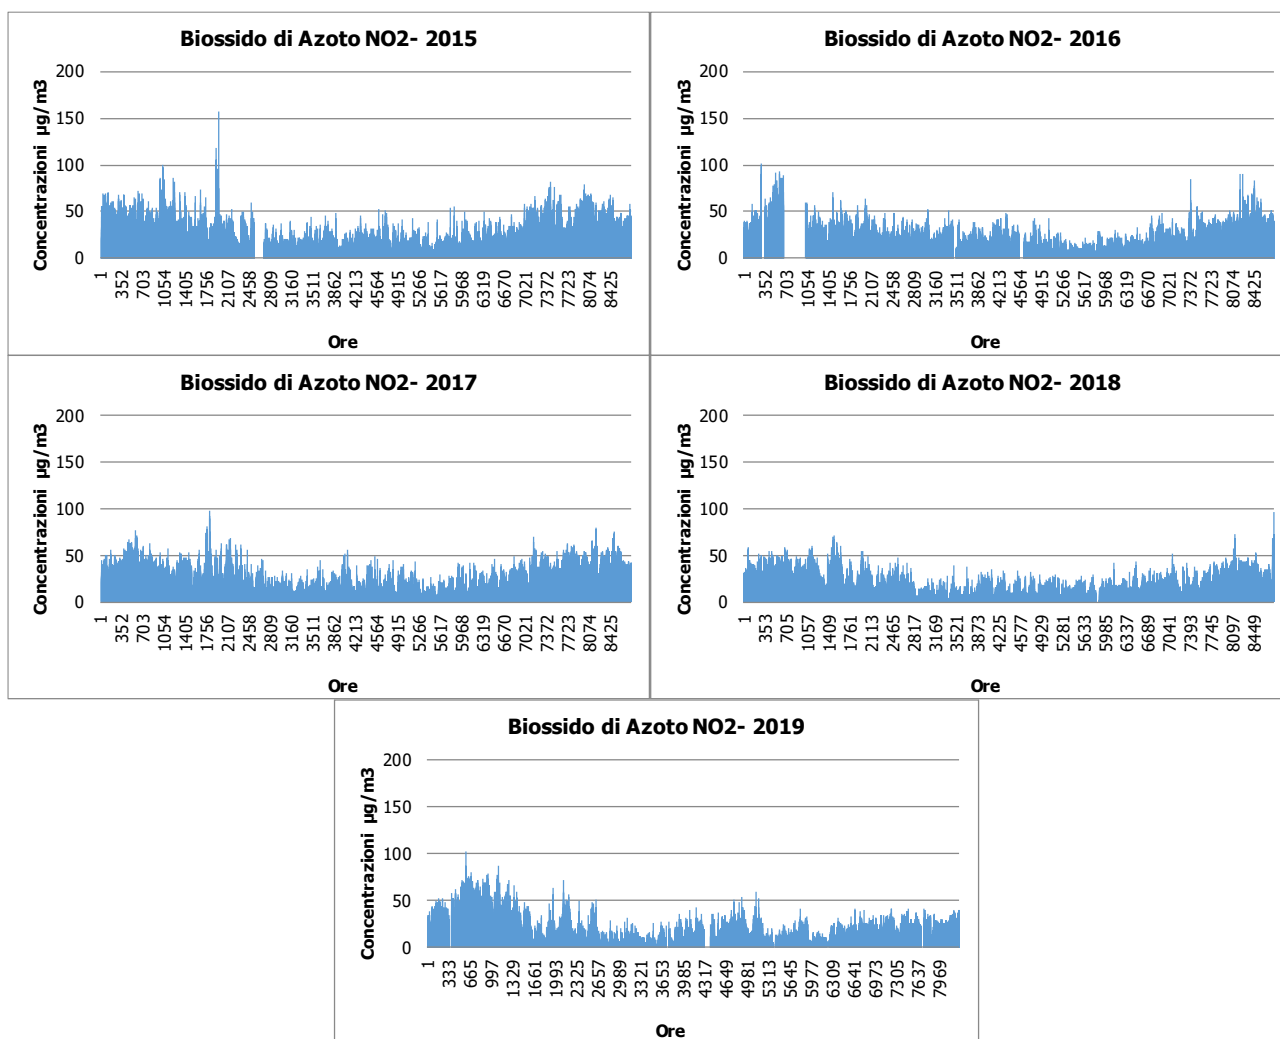 Biossido di Azoto NO2- 2015
Concentrazioni µg/m3
200
150
100
50
0
1 352 703 1054 1405 1756 2107 2458 2809 3160 3511 3862 4213 4564 4915 5266 5617 5968 6319 6670 7021 7372 7723 8074 8425
Ore
Biossido di Azoto NO2- 2016
Concentrazioni µg/m3
200
150
100
50
0
1 352 703 1054 1405 1756 2107 2458 2809 3160 3511 3862 4213 4564 4915 5266 5617 5968 6319 6670 7021 7372 7723 8074 8425
Ore
Biossido di Azoto NO2- 2017
Concentrazioni µg/m3
200
150
100
50
0
1 352 703 1054 1405 1756 2107 2458 2809 3160 3511 3862 4213 4564 4915 5266 5617 5968 6319 6670 7021 7372 7723 8074 8425
Ore
Biossido di Azoto NO2- 2018
Concentrazioni µg/m3
200
150
100
50
0
1 353 705 1057 1409 1761 2113 2465 2817 3169 3521 3873 4225 4577 4929 5281 5633 5985 6337 6689 7041 7393 7745 8097 8449
Ore
Biossido di Azoto NO2- 2019
Concentrazioni µg/m3
200
150
100
50
0
1 333 665 997 1329 1661 1993 2325 2657 2989 3321 3653 3985 4317 4649 4981 5313 5645 5977 6309 6641 6973 7305 7637 7969
Ore